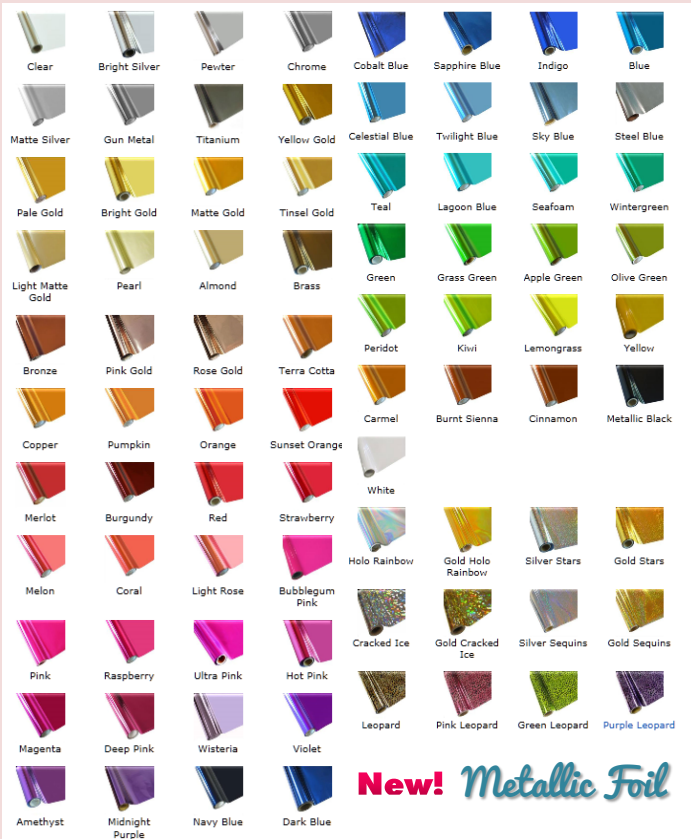 Clear
Bright Silver
Pewter
Chrome
Matte Silver
Gun Metal
Titanium
Yellow Gold
Pale Gold
Bright Gold
Matte Gold
Tinsel Gold
Light Matte
Gold
Pearl
Almond
Brass
Bronze
Pink Gold
Rose Gold
Terra Cotta
Copper
Pumpkin
Orange
Sunset Orange
Merlot
Burgundy
Red
Strawberry
Melon
Coral
Light Rose
Bubblegum
Pink
Pink
Raspberry
Ultra Pink
Hot Pink
Magenta
Deep Pink
Wisteria
Violet
Amethyst
Midnight
Purple
Navy Blue
Dark Blue
Cobalt Blue
Sapphire Blue
Indigo
Blue
Celestial Blue
Twilight Blue
Sky Blue
Steel Blue
Teal
Lagoon Blue
Seafoam
Wintergreen
Green
Grass Green
Apple Green
Olive Green
Peridot
Kiwi
Lemongrass
Yellow
Carmel
Burnt Sienna
Cinnamon
Metallic Black
White
Holo Rainbow
Gold Holo
Rainbow
Silver Stars
Gold Stars
Cracked Ice
Gold Cracked
Ice
Silver Sequins
Gold Sequins
Leopard
Pink Leopard
Green Leopard
Purple Leopard
New! Metallic Foil